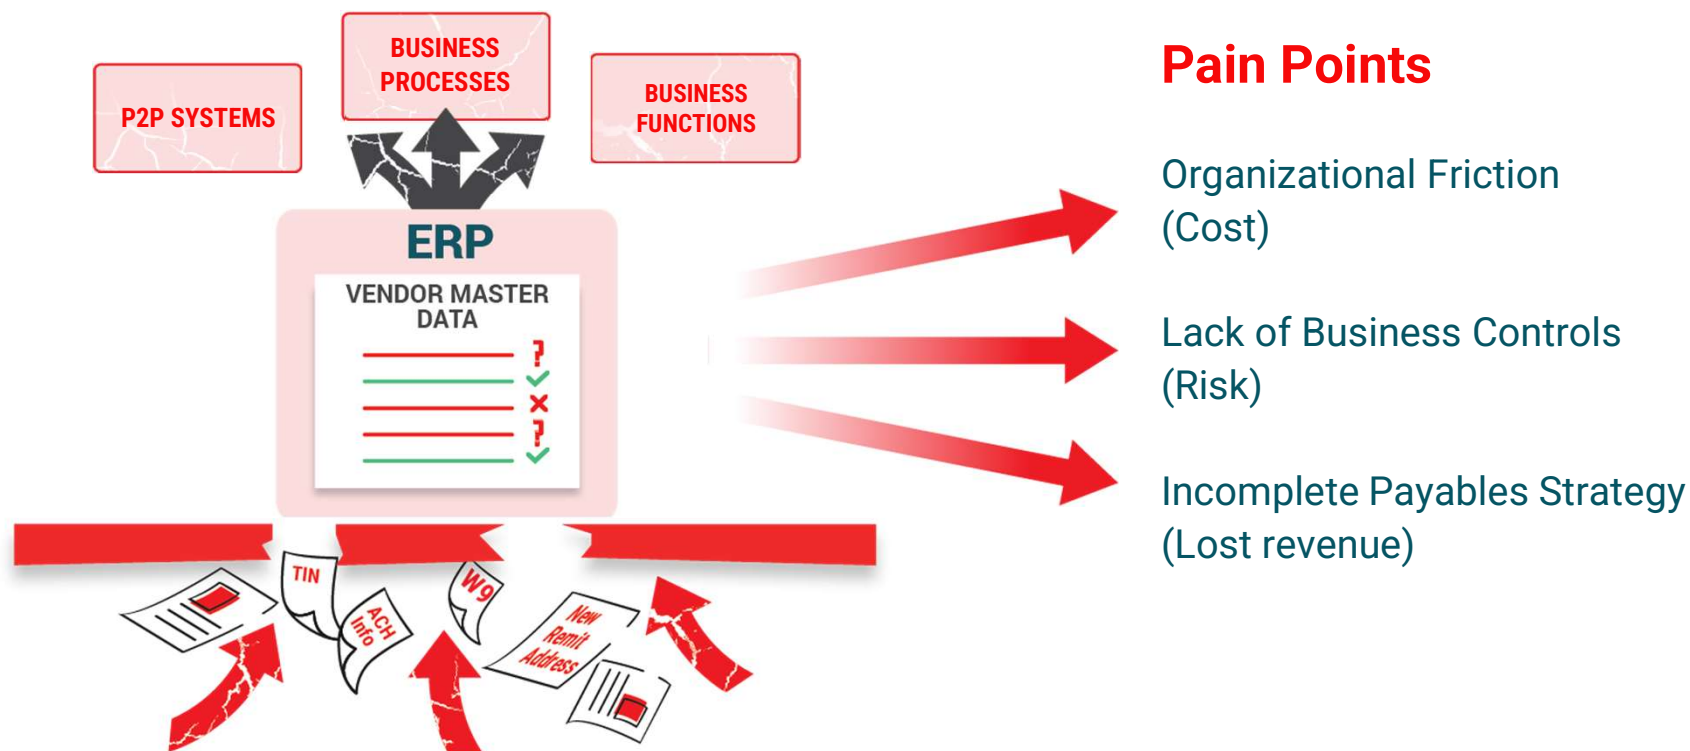 P2P SYSTEMS
BUSINESS
PROCESSES
BUSINESS
FUNCTIONS
ERP
VENDOR MASTER
DATA
?
?
TIN
ACH
Info
W9
New
Remit
Address
Pain Points
Organizational Friction
(Cost)
Lack of Business Controls
(Risk)
Incomplete Payables Strategy
(Lost revenue)